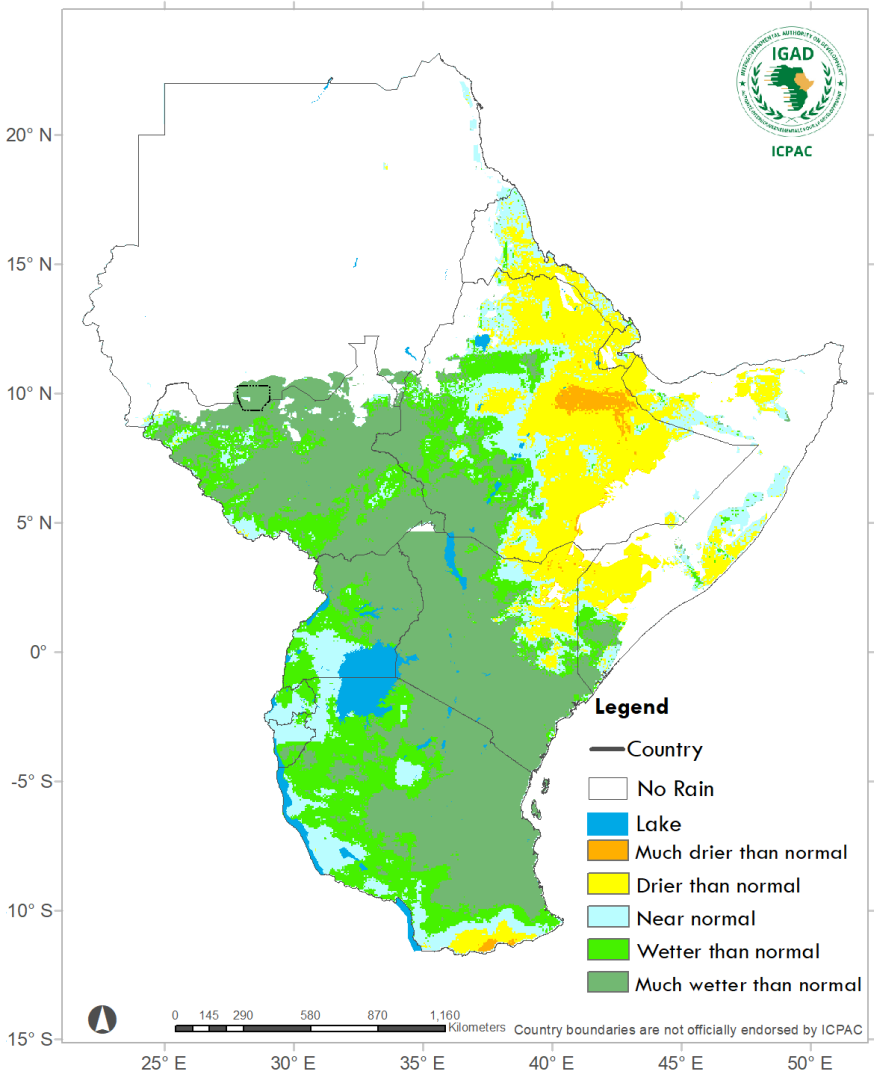 IGAD
ICPAC
20° N
15° N
10° N
5° N
0°
-5° S
10° S
15° S
Legend
Country
No Rain
Lake
Much drier than normal
Drier than normal
Near normal
Wetter than normal
Much wetter than normal
0 145 290 580 870 1,160
Kilometers
Country boundaries are not officially endorsed by ICPAC
25° E 30° E 35° E 40° E 45° E 50° E